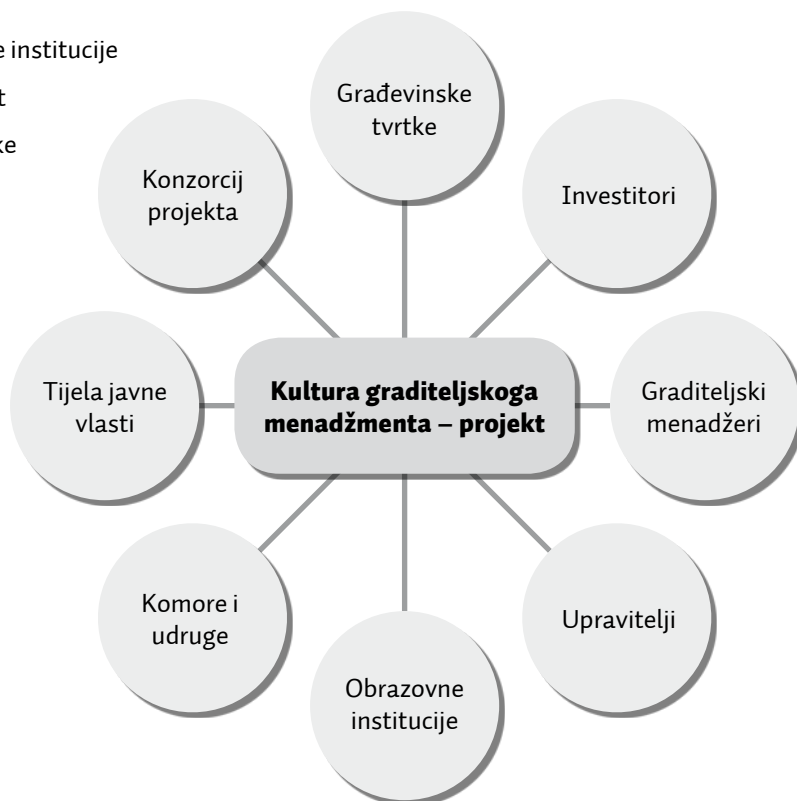 e institucije
t
ke
Građevinske
tvrtke
Konzorcij
projekta
Investitori
Tijela javne
vlasti
Kultura graditeljskoga
menadžmenta – projekt
Graditeljski
menadžeri
Komore i
udruge
Upravitelji
Obrazovne
institucije